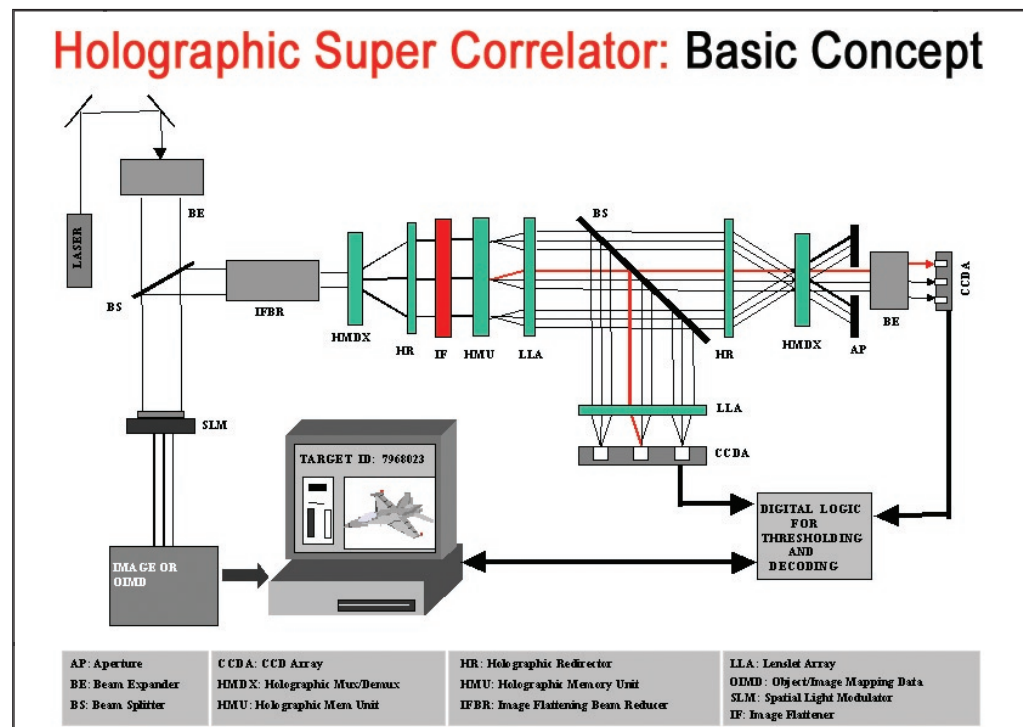 Holographic Super Correlator: Basic Concept
LASER
BE
BS
IFBR
HMDX
HR
IF
HMU
LLA
BS
HR
HMDX
AP
BE
CCDA
LLA
CCDA
SLM
TARGET ID: 7968023
IMAGE OR
OIMD
DIGITAL LOGIC
FOR
THRESHOLDING
AND
DECODING
AP: Aperture
BE: Beam Expander
BS: Beam Splitter
CCDA: CCD Array
HMDX: Holographic Mux/Demux
HMU: Holographic Mem Unit
HR: Holographic Redirector
HMU: Holographic Memory Unit
IFBR: Image Flattening Beam Reducer
LLA: Lenslet Array
OIMD: Object/Image Mapping Data
SLM: Spatial Light Modulator
IF: Image Flattener